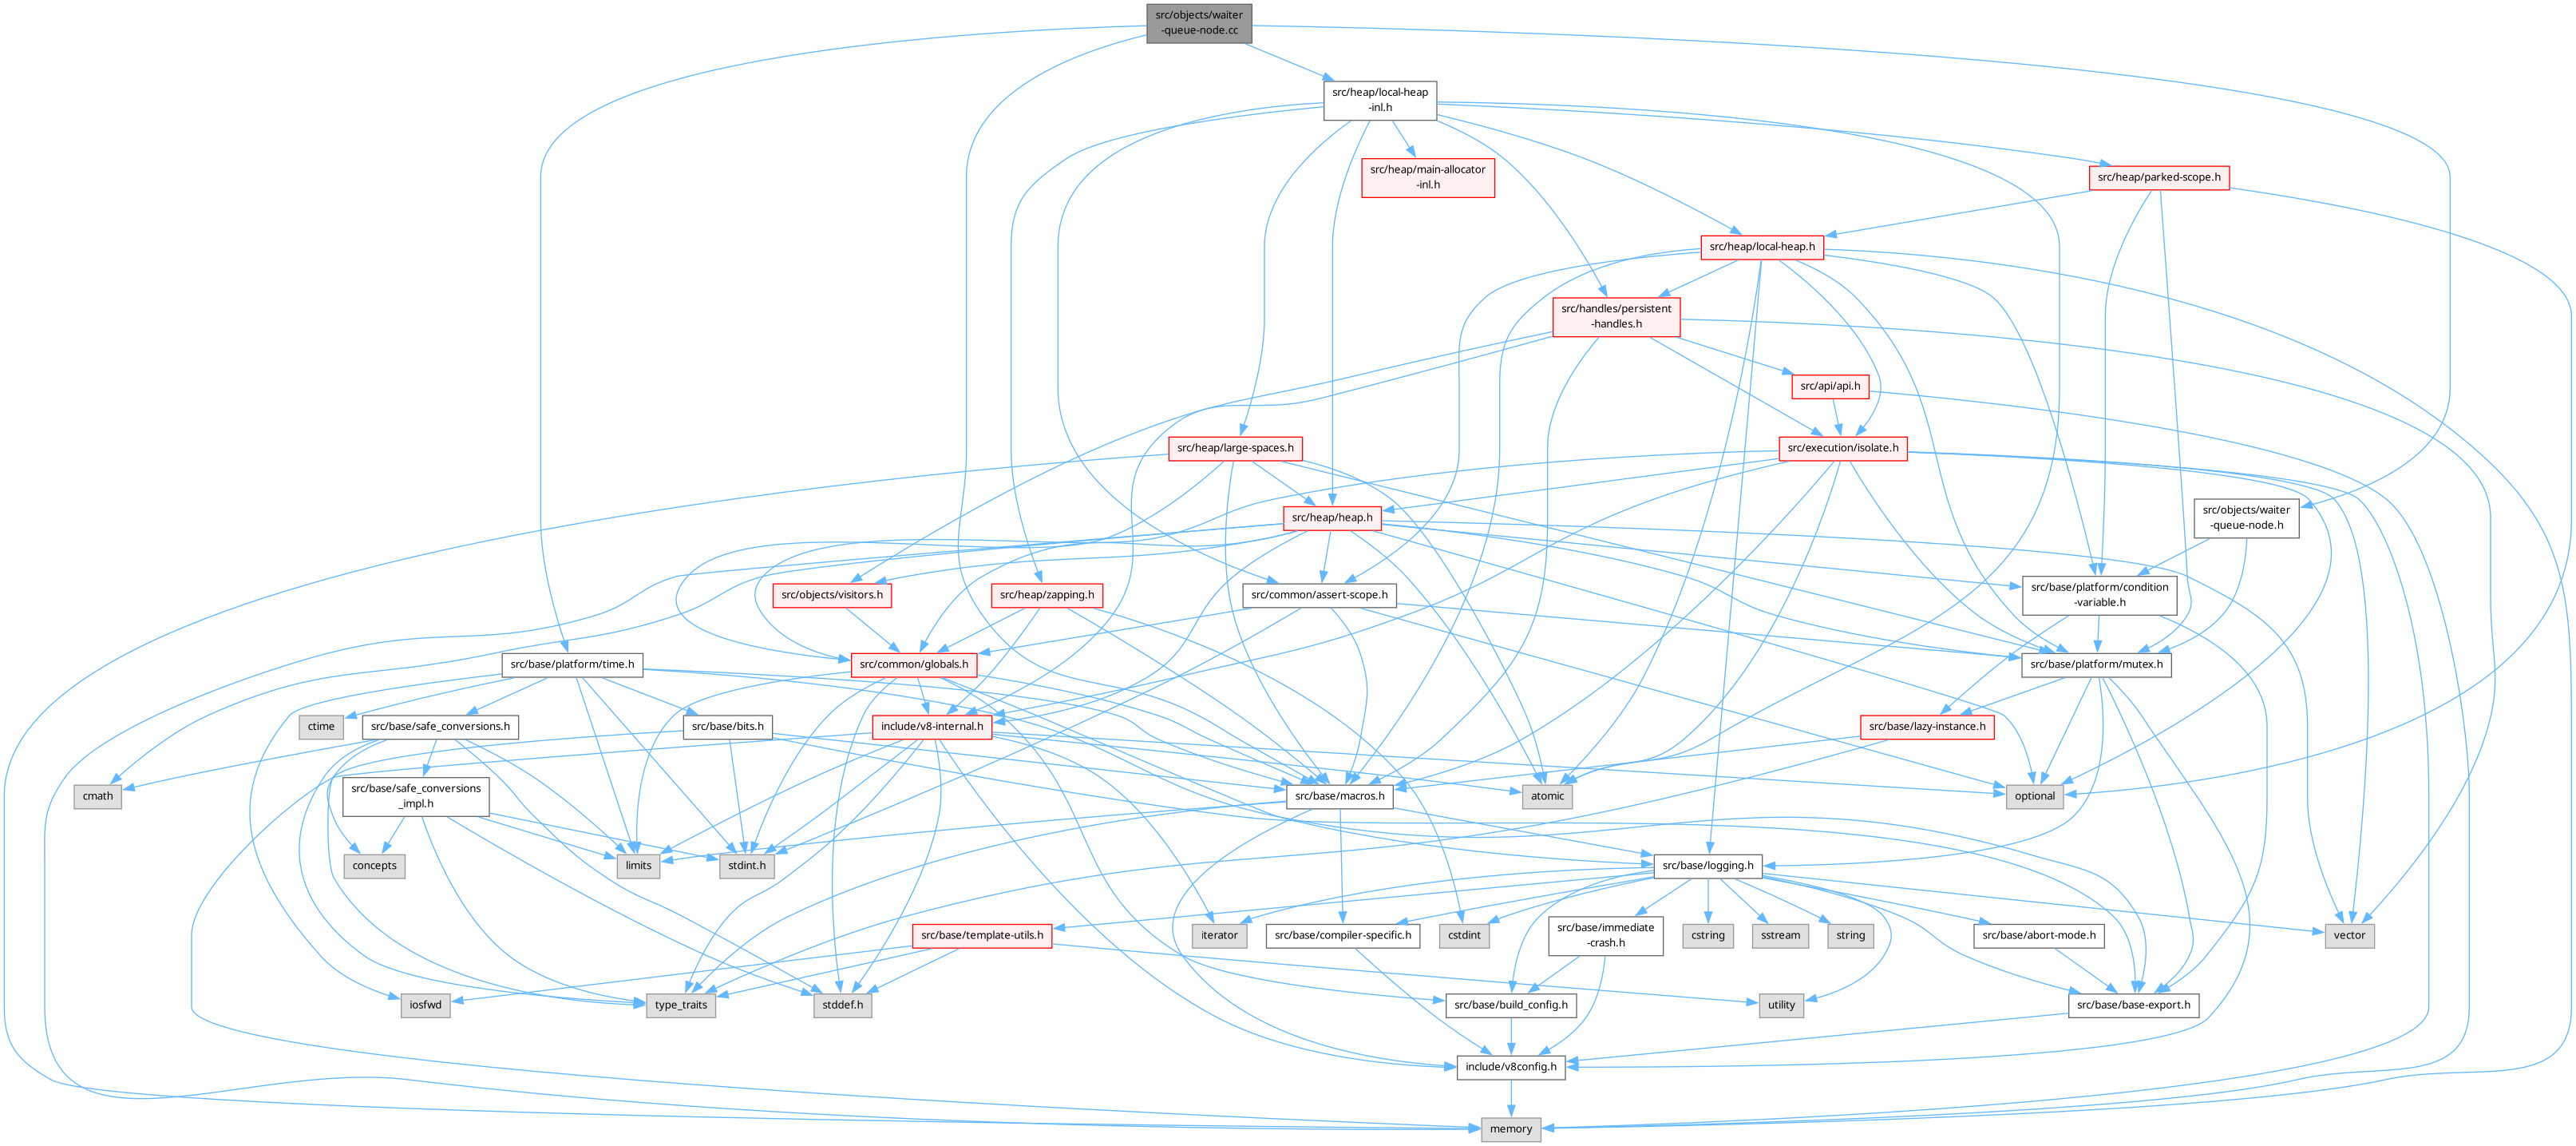 src/objects/waiter
-queue-node.cc
src/heap/local-heap
-inl.h
src/heap/main-allocator
-inl.h
src/heap/parked-scope.h
src/heap/local-heap.h
src/handles/persistent
-handles.h
src/api/api.h
src/heap/large-spaces.h
src/execution/isolate.h
src/heap/heap.h
src/objects/waiter
-queue-node.h
src/objects/visitors.h
src/heap/zapping.h
src/common/assert-scope.h
src/base/platform/condition
-variable.h
src/base/platform/time.h
src/common/globals.h
src/base/platform/mutex.h
ctime
src/base/safe_conversions.h
src/base/bits.h
include/v8-internal.h
src/base/lazy-instance.h
cmath
src/base/safe_conversions
_impl.h
src/base/macros.h
atomic
optional
concepts
limits
stdint.h
src/base/logging.h
src/base/template-utils.h
iterator
src/base/compiler-specific.h
cstdint
src/base/immediate
-crash.h
cstring
sstream
string
src/base/abort-mode.h
vector
iosfwd
type_traits
stddef.h
src/base/build_config.h
utility
src/base/base-export.h
include/v8config.h
memory